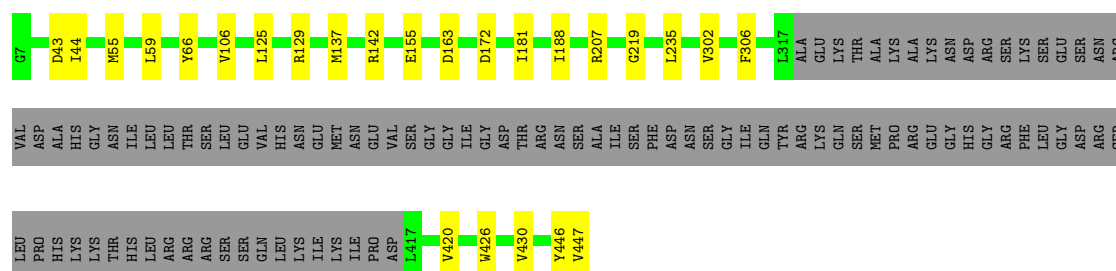 G7 D43 I44 M55 L59 Y66 V106 L125 R129 M137 R142 E155 D163 D172 I181 I188 R207 G219 L235 V302 F306 L317 ALA GLU LYS THR ALA LYS ALA LYS ASN ASP ARG SER LYS SER GLU SER ASN ARG
VAL ASP ALA HIS GLY ASN ILE LEU LEU THR SER LEU GLU VAL HIS ASN GLU MET ASN GLU VAL SER GLY GLY ILE GLY ASP THR ARG ASN SER ALA ILE SER PHE ASP ASN SER GLY ILE GLN TYR ARG LYS GLN SER MET PRO ARG GLU GLY HIS GLY ARG PHE LEU GLY ASP ARG SER
LEU PRO HIS LYS LYS THR HIS LEU ARG ARG ARG SER SER GLN LEU LYS ILE LYS ILE PRO ASP L417 V420 W426 V430 Y446 V447